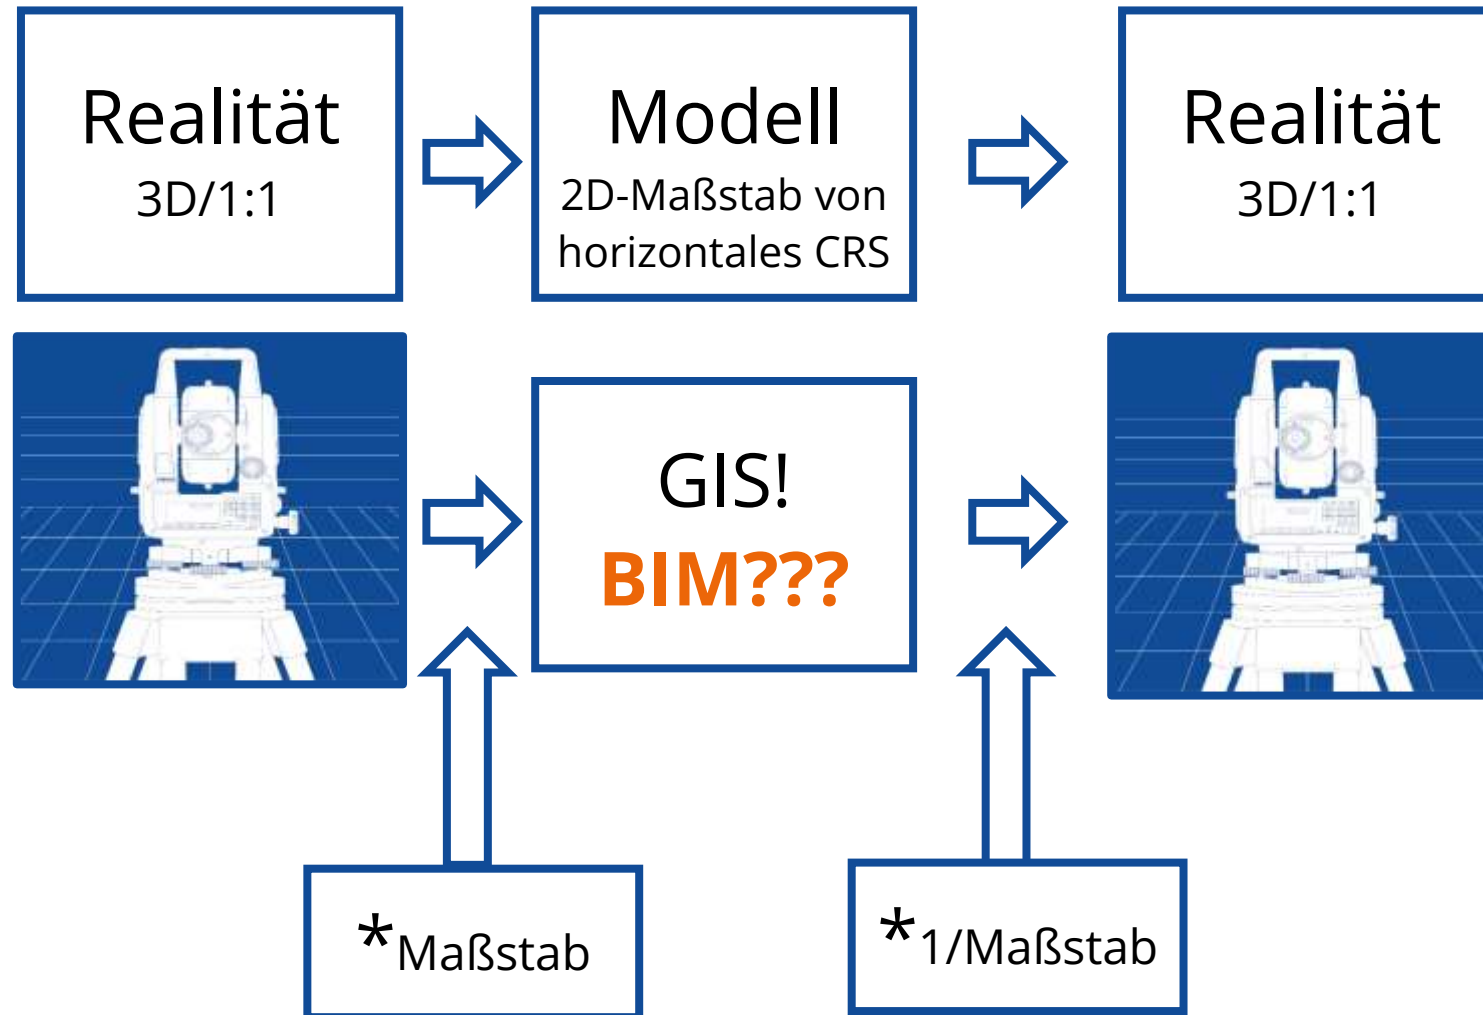 Realität
3D/1:1
Modell
2D-Maßstab von
horizontales CRS
Realität
3D/1:1
GIS!
BIM???
*Maßstab
*1/Maßstab